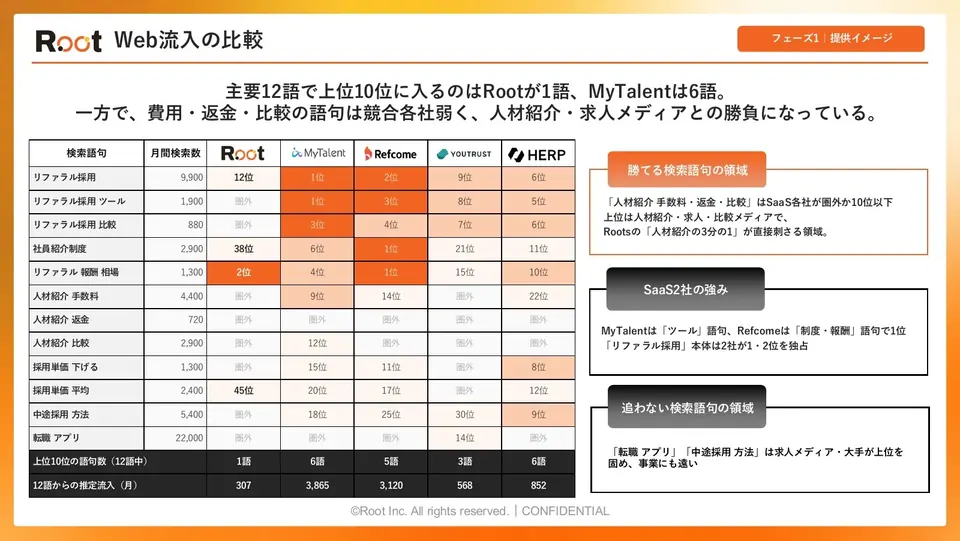 Root Web流入の比較
フェーズ1｜提供イメージ
主要12語で上位10位に入るのはRootが1語、MyTalentは6語。
一方で、費用・返金・比較の語句は競合各社弱く、人材紹介・求人メディアとの勝負になっている。
検索語句 月間検索数 Root MyTalent Refcome YOUTRUST HERP
リファラル採用 9,900 12位 1位 2位 9位 6位
リファラル採用 ツール 1,900 圏外 1位 3位 8位 5位
リファラル採用 比較 880 圏外 3位 4位 7位 6位
社員紹介制度 2,900 38位 6位 1位 21位 11位
リファラル 報酬 相場 1,300 2位 4位 1位 15位 10位
人材紹介 手数料 4,400 圏外 9位 14位 圏外 22位
人材紹介 返金 720 圏外 圏外 圏外 圏外 圏外
人材紹介 比較 2,900 圏外 12位 圏外 圏外 圏外
採用単価 下げる 1,300 圏外 15位 11位 圏外 8位
採用単価 平均 2,400 45位 20位 17位 圏外 12位
中途採用 方法 5,400 圏外 18位 25位 30位 9位
転職 アプリ 22,000 圏外 圏外 圏外 14位 圏外
上位10位の語句数（12語中） 1語 6語 5語 3語 6語
12語からの推定流入（月） 307 3,865 3,120 568 852
勝てる検索語句の領域
「人材紹介 手数料・返金・比較」はSaaS各社が圏外か10位以下
上位は人材紹介・求人・比較メディアで、
Rootsの「人材紹介の3分の1」が直接刺さる領域。
SaaS2社の強み
MyTalentは「ツール」語句、Refcomeは「制度・報酬」語句で1位
「リファラル採用」本体は2社が1・2位を独占
追わない検索語句の領域
「転職 アプリ」「中途採用 方法」は求人メディア・大手が上位を
固め、事業にも遠い
©Root Inc. All rights reserved.｜CONFIDENTIAL